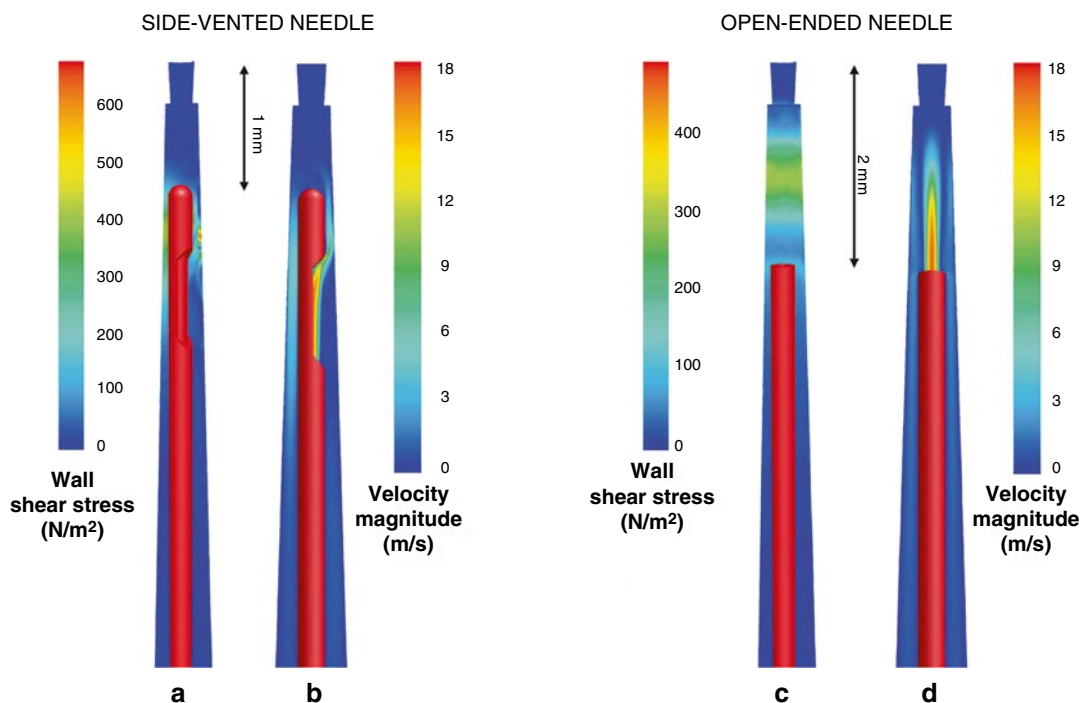 SIDE-VENTED NEEDLE
OPEN-ENDED NEEDLE
600
500
400
300
200
100
0
Wall
shear stress
(N/m²)
1 mm
18
15
12
9
6
3
0
Velocity
magnitude
(m/s)
400
300
200
100
0
Wall
shear stress
(N/m²)
2 mm
18
15
12
9
6
3
0
Velocity
magnitude
(m/s)
a
b
c
d